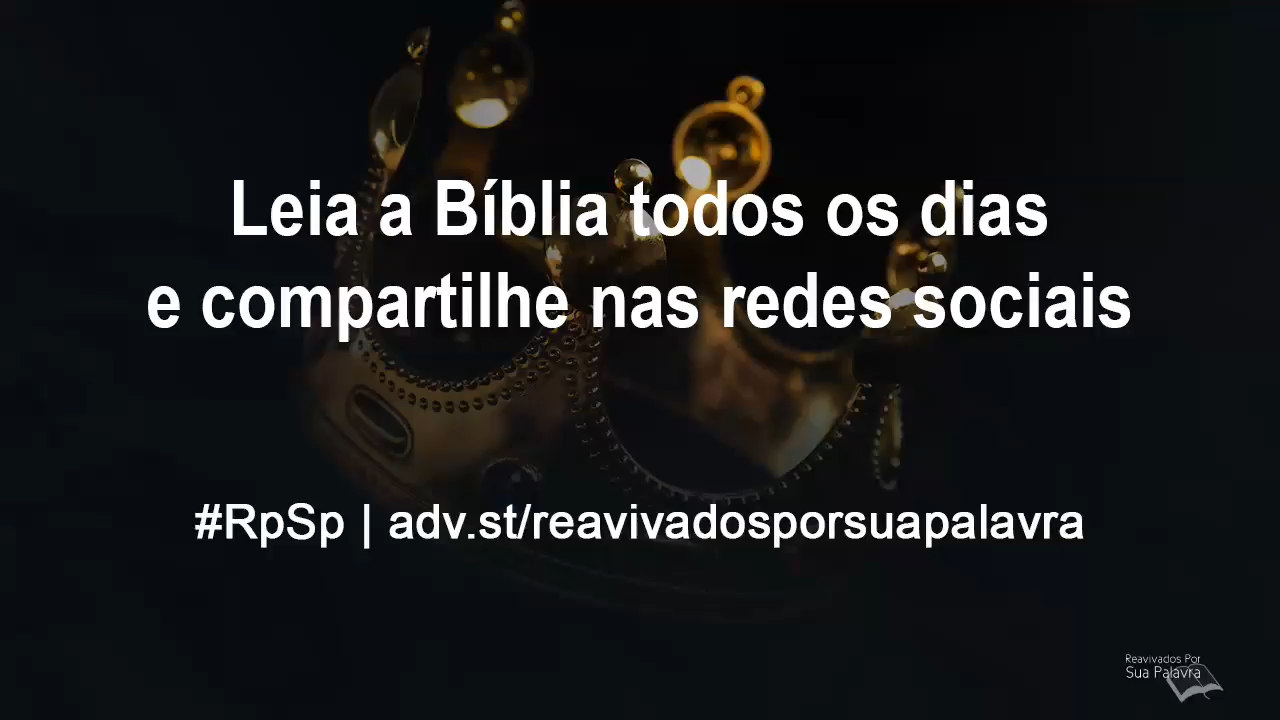 Leia a Bíblia todos os dias
e compartilhe nas redes sociais
#RpSp | adv.st/reavivadosporsuapalavra
Reavivados Por
Sua Palavra